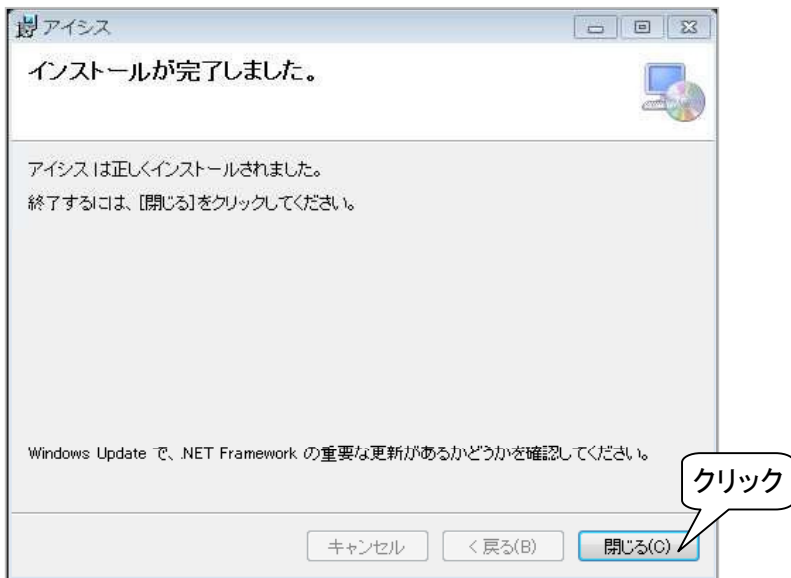 アイシス
インストールが完了しました。
アイシス は正しくインストールされました。
終了するには、[閉じる]をクリックしてください。
Windows Update で、.NET Framework の重要な更新があるかどうかを確認してください。
クリック
キャンセル
< 戻る(B)
閉じる(C)